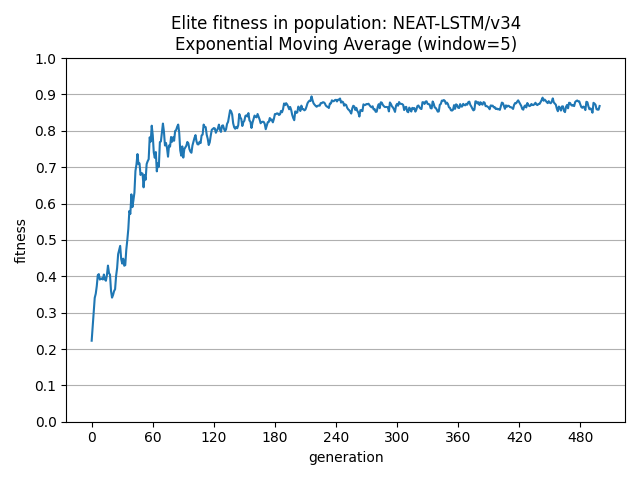 Elite fitness in population: NEAT-LSTM/v34
Exponential Moving Average (window=5)
1.0
0.9
0.8
0.7
0.6
0.5
0.4
0.3
0.2
0.1
0.0
fitness
0 60 120 180 240 300 360 420 480
generation